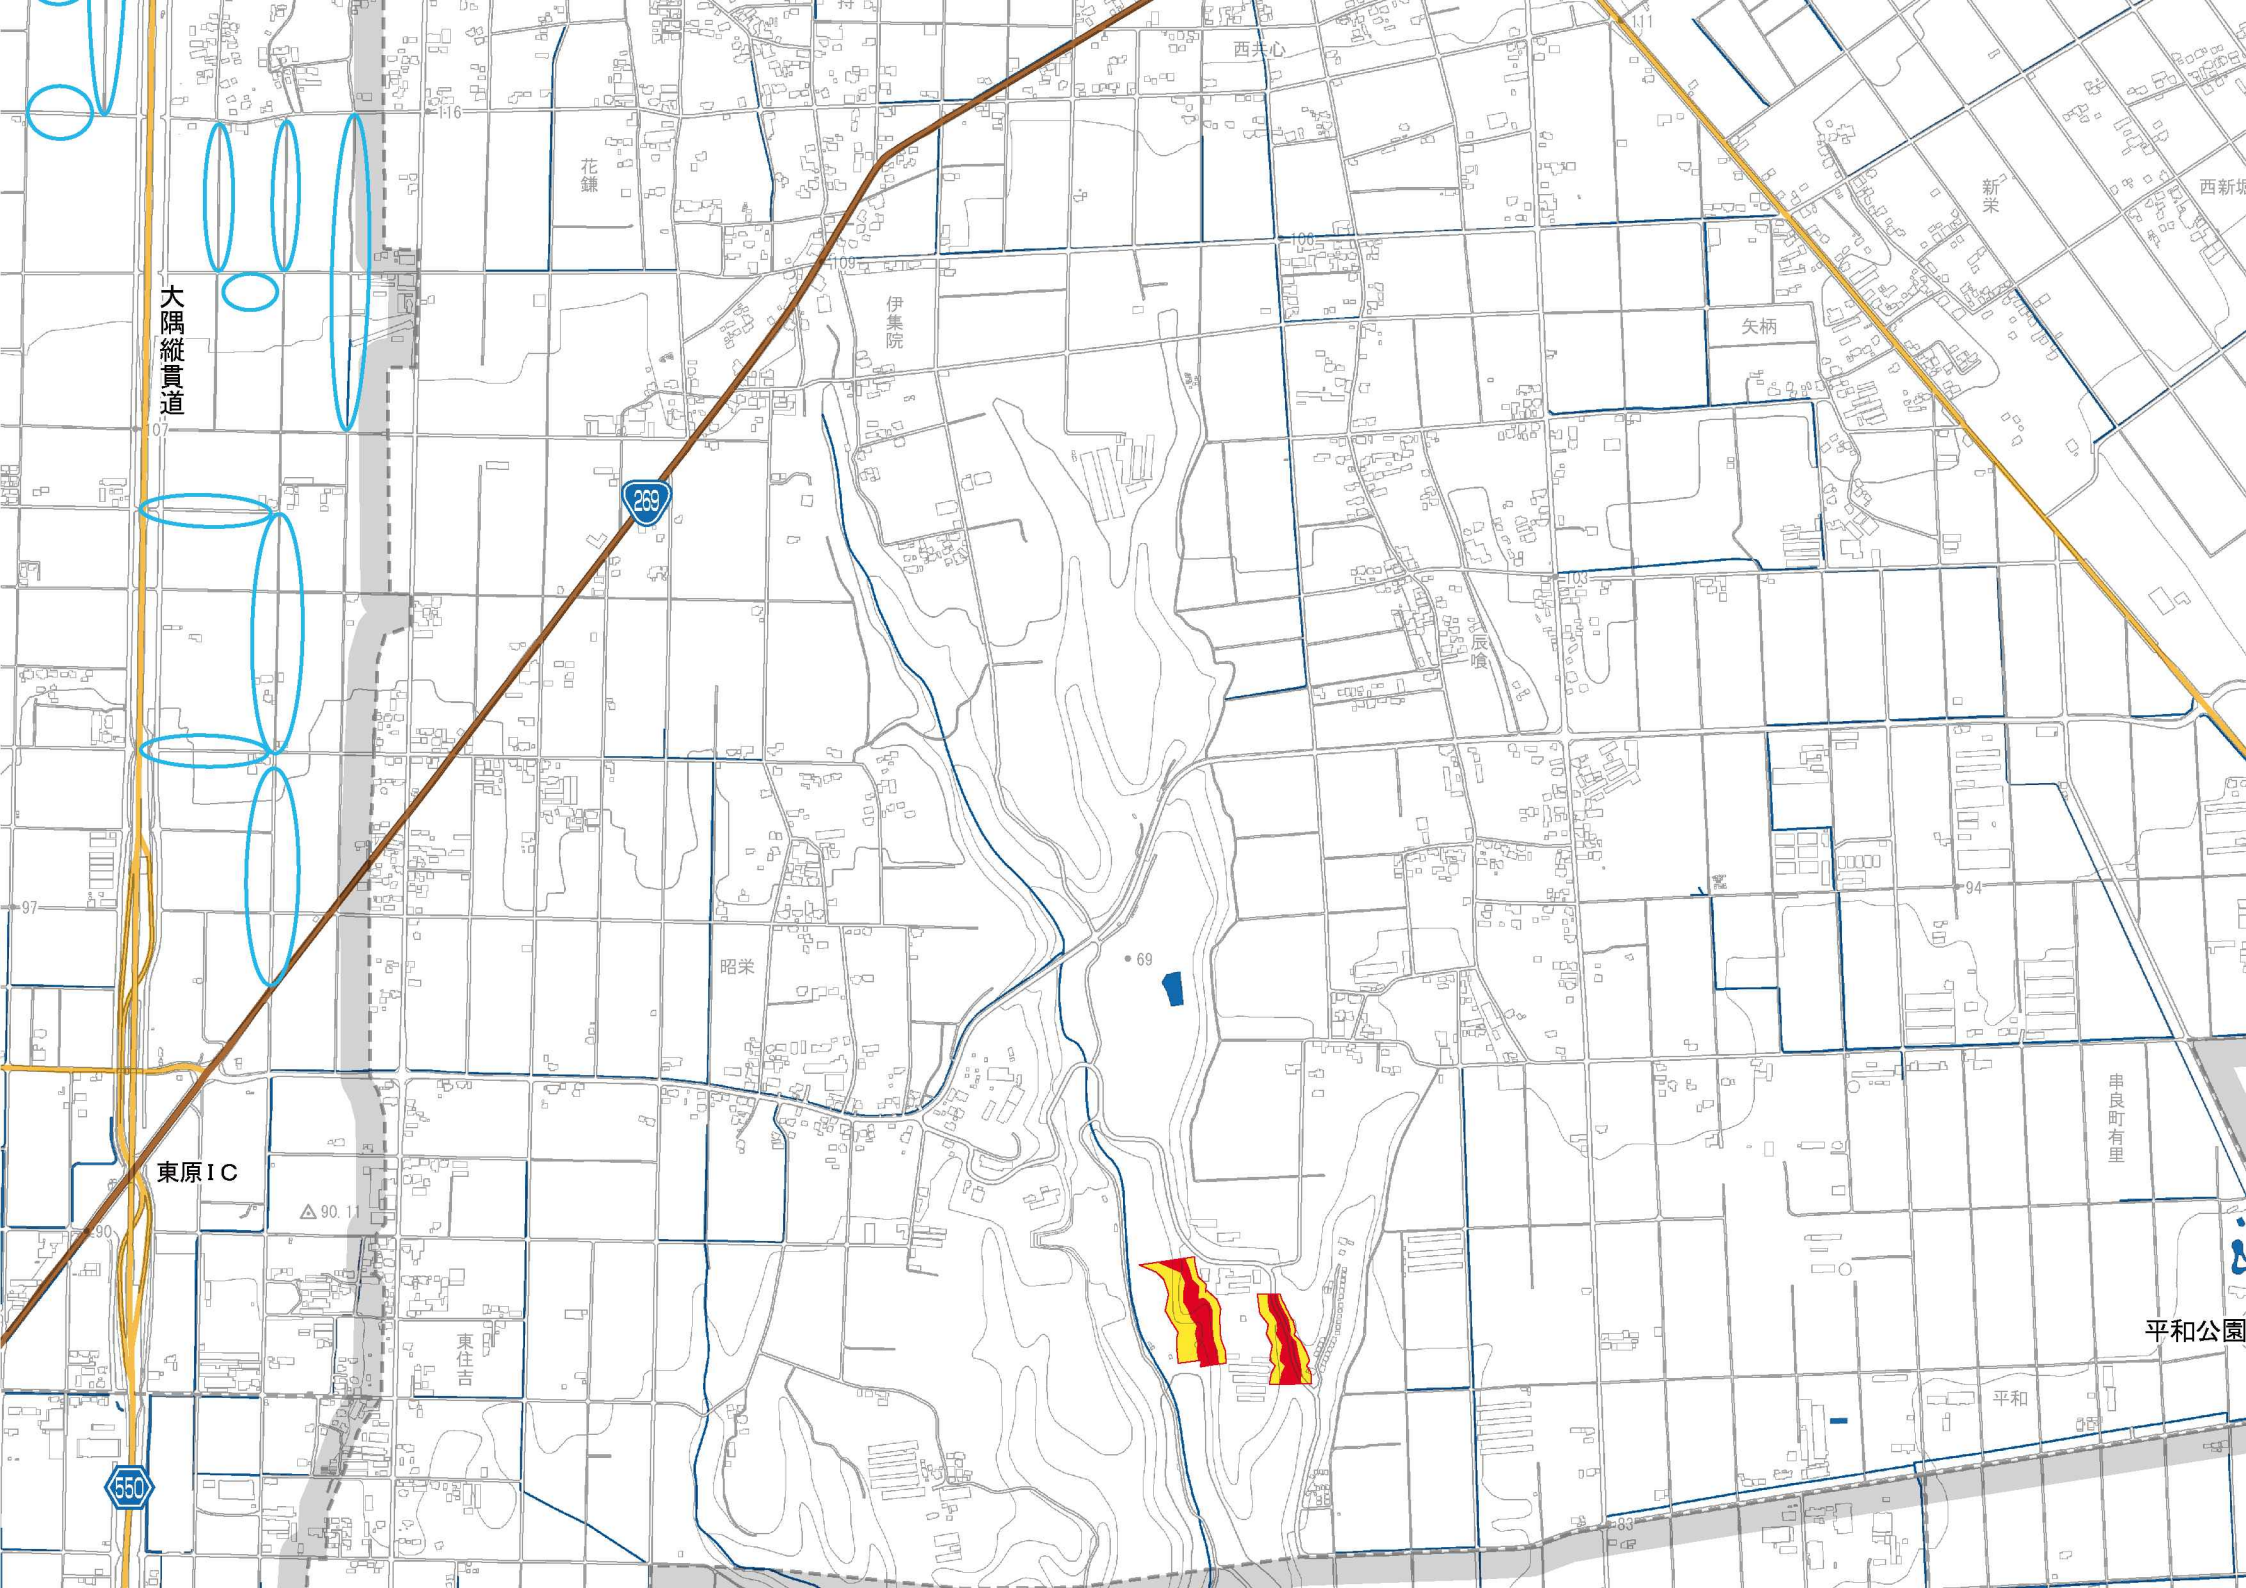 持
西共心
111
116
花鎌
新栄
西新堀
106
109
大隅縦貫道
伊集院
矢柄
107
269
103
辰喰
94
97
昭栄
69
串良町有里
東原IC
90.11
90
東住吉
平和公園
平和
550
83